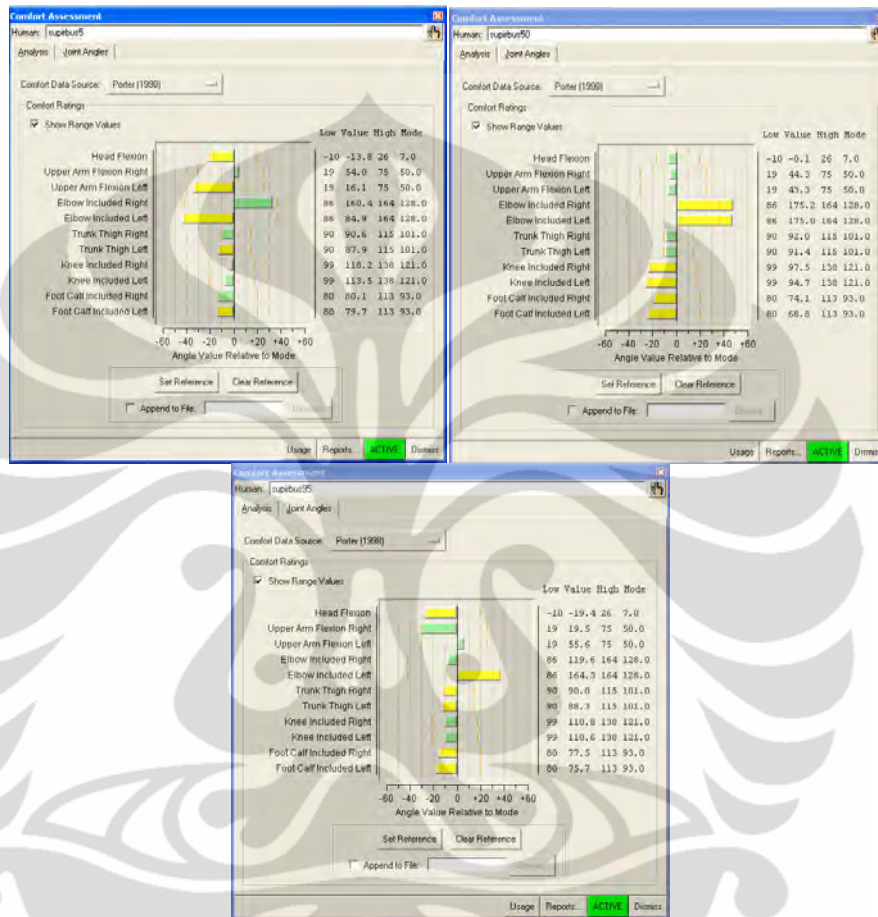 Comfort Assessment
Human: supirbus5
Analysis Joint Angles
Comfort Data Source: Porter (1998)
Comfort Ratings
Show Range Values
Low Value High Mode
Head Flexion -10 -13.8 26 7.0
Upper Arm Flexion Right 19 54.0 75 50.0
Upper Arm Flexion Left 19 16.1 75 50.0
Elbow Included Right 86 160.4 164 128.0
Elbow Included Left 86 84.9 164 128.0
Trunk Thigh Right 90 90.6 115 101.0
Trunk Thigh Left 90 87.9 115 101.0
Knee Included Right 99 118.2 138 121.0
Knee Included Left 99 113.5 138 121.0
Foot Calf Included Right 80 80.1 113 93.0
Foot Calf Included Left 80 79.7 113 93.0
-60 -40 -20 0 +20 +40 +60
Angle Value Relative to Mode
Set Reference Clear Reference
Append to File:
Usage Reports... ACTIVE Dismiss
Comfort Assessment
Human: supirbus50
Analysis Joint Angles
Comfort Data Source: Porter (1998)
Comfort Ratings
Show Range Values
Low Value High Mode
Head Flexion -10 -0.1 26 7.0
Upper Arm Flexion Right 19 44.3 75 50.0
Upper Arm Flexion Left 19 43.3 75 50.0
Elbow Included Right 86 175.2 164 128.0
Elbow Included Left 86 175.0 164 128.0
Trunk Thigh Right 90 92.0 115 101.0
Trunk Thigh Left 90 91.4 115 101.0
Knee Included Right 99 97.5 138 121.0
Knee Included Left 99 94.7 138 121.0
Foot Calf Included Right 80 74.1 113 93.0
Foot Calf Included Left 80 68.8 113 93.0
-60 -40 -20 0 +20 +40 +60
Angle Value Relative to Mode
Set Reference Clear Reference
Append to File:
Usage Reports... ACTIVE Dismiss
Comfort Assessment
Human: supirbus95
Analysis Joint Angles
Comfort Data Source: Porter (1998)
Comfort Ratings
Show Range Values
Low Value High Mode
Head Flexion -10 -19.4 26 7.0
Upper Arm Flexion Right 19 19.5 75 50.0
Upper Arm Flexion Left 19 55.6 75 50.0
Elbow Included Right 86 119.6 164 128.0
Elbow Included Left 86 164.3 164 128.0
Trunk Thigh Right 90 90.0 115 101.0
Trunk Thigh Left 90 88.3 115 101.0
Knee Included Right 99 110.8 138 121.0
Knee Included Left 99 110.6 138 121.0
Foot Calf Included Right 80 77.5 113 93.0
Foot Calf Included Left 80 75.7 113 93.0
-60 -40 -20 0 +20 +40 +60
Angle Value Relative to Mode
Set Reference Clear Reference
Append to File:
Usage Reports... ACTIVE Dismiss